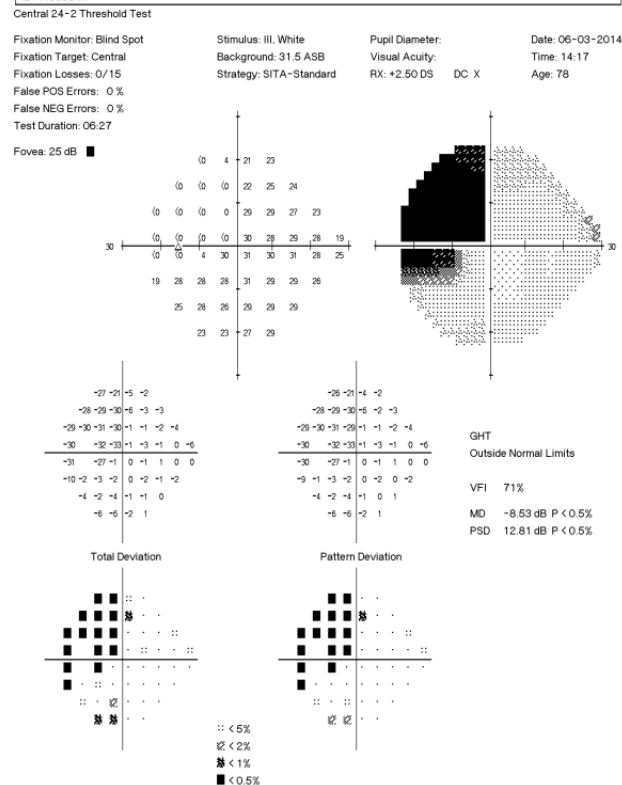 Central 24-2 Threshold Test
Fixation Monitor: Blind Spot
Fixation Target: Central
Fixation Losses: 0/15
False POS Errors: 0 %
False NEG Errors: 0 %
Test Duration: 06:27
Fovea: 25 dB
Stimulus: III, White
Background: 31.5 ASB
Strategy: SITA-Standard
Pupil Diameter:
Visual Acuity:
RX: +2.50 DS DC X
Date: 06-03-2014
Time: 14:17
Age: 78
(0 4 21 23
(0 (0 (0 22 25 24
(0 (0 (0 0 29 29 27 23
(0 (0 (0 (0 30 28 29 28 19
30
30
(0 (0 4 30 31 30 31 28 25
19 28 28 28 31 29 29 26
25 28 26 29 29 29
23 23 27 29
-27 -21 -5 -2
-28 -29 -30 -6 -3 -3
-29 -30 -31 -30 -1 -1 -2 -4
-30 -32 -33 -1 -3 -1 0 -6
-31 -27 -1 0 -1 1 0 0
-10 -2 -3 -2 0 -2 -1 -2
-4 -2 -4 -1 -1 0
-6 -6 -2 1
Total Deviation
-26 -21 -4 -2
-28 -29 -30 -6 -2 -3
-29 -30 -31 -29 -1 -1 -2 -4
-30 -32 -33 -1 -3 -1 0 -6
-30 -27 -1 0 -1 1 0 0
-9 -1 -3 -2 0 -2 0 -2
-4 -2 -4 -1 -1 0
-6 -6 -2 1
Pattern Deviation
GHT
Outside Normal Limits
VFI 71%
MD -8.53 dB P < 0.5%
PSD 12.81 dB P < 0.5%
< 5%
< 2%
< 1%
< 0.5%